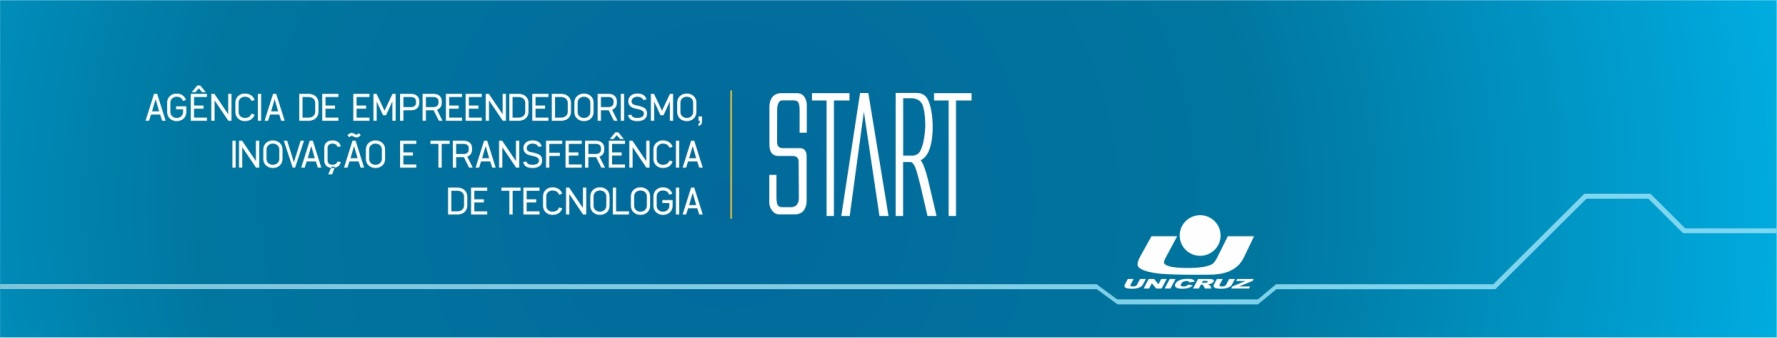 AGÊNCIA DE EMPREENDEDORISMO,
INOVAÇÃO E TRANSFERÊNCIA
DE TECNOLOGIA
START
UNICRUZ